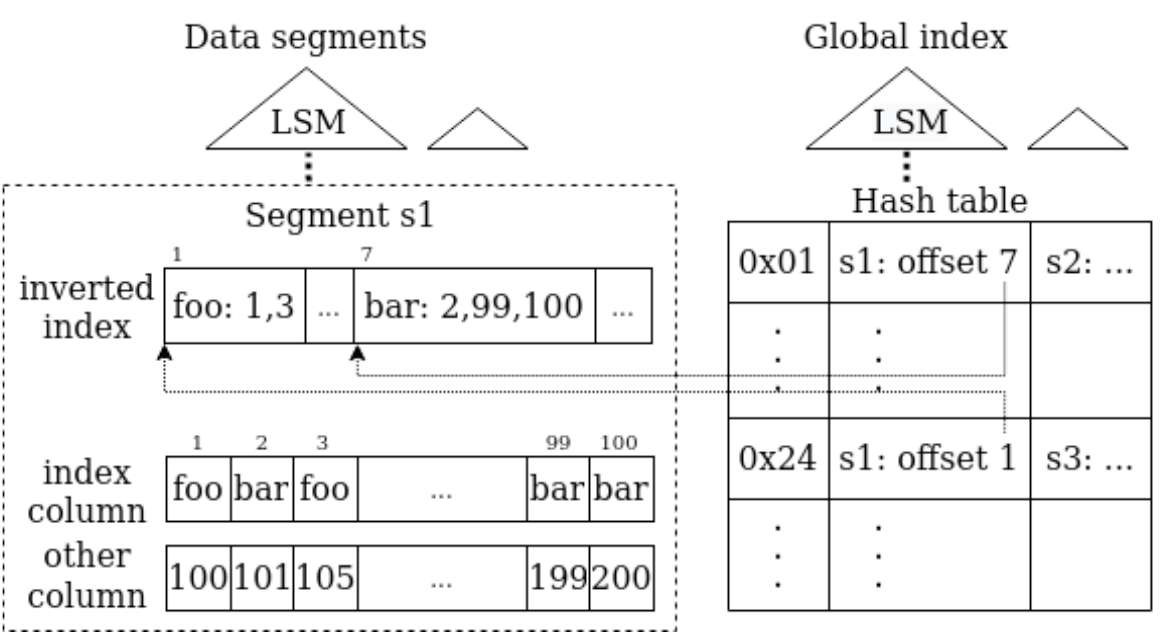 Data segments
Global index
LSM
LSM
Segment s1
Hash table
1 7
inverted index
foo: 1,3 ... bar: 2,99,100 ...
0x01 s1: offset 7 s2: ...
. .
. .
. .
1 2 3 99 100
index column
foo bar foo ... bar bar
0x24 s1: offset 1 s3: ...
other column
100 101 105 ... 199 200
. .
. .
. .